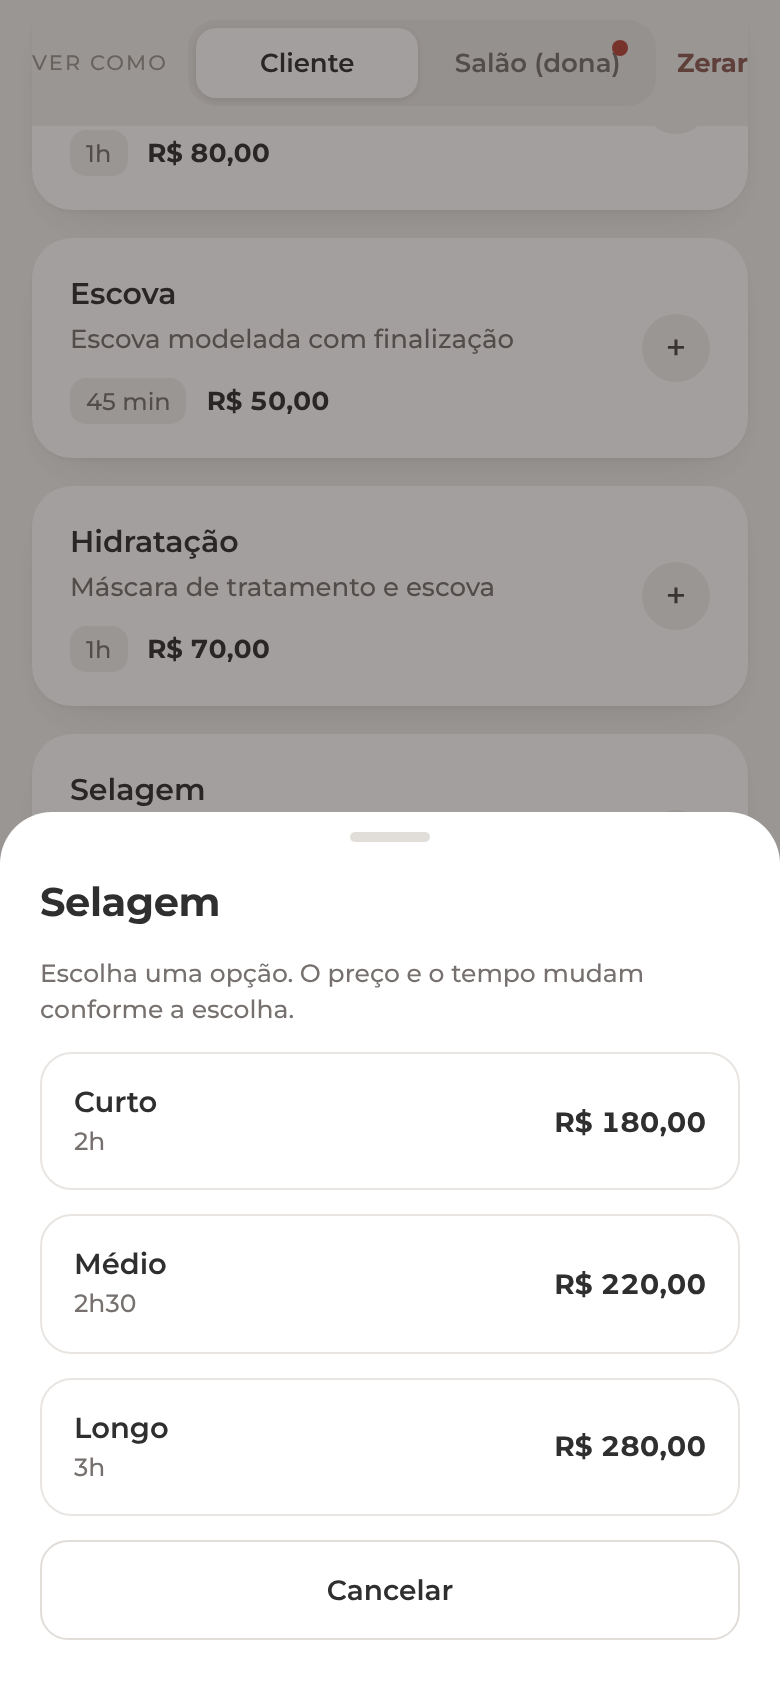 VER COMO
Cliente
Salão (dona)
Zerar
1h R$ 80,00
Escova
Escova modelada com finalização
+
45 min R$ 50,00
Hidratação
Máscara de tratamento e escova
+
1h R$ 70,00
Selagem
Selagem
Escolha uma opção. O preço e o tempo mudam
conforme a escolha.
Curto
2h
R$ 180,00
Médio
2h30
R$ 220,00
Longo
3h
R$ 280,00
Cancelar